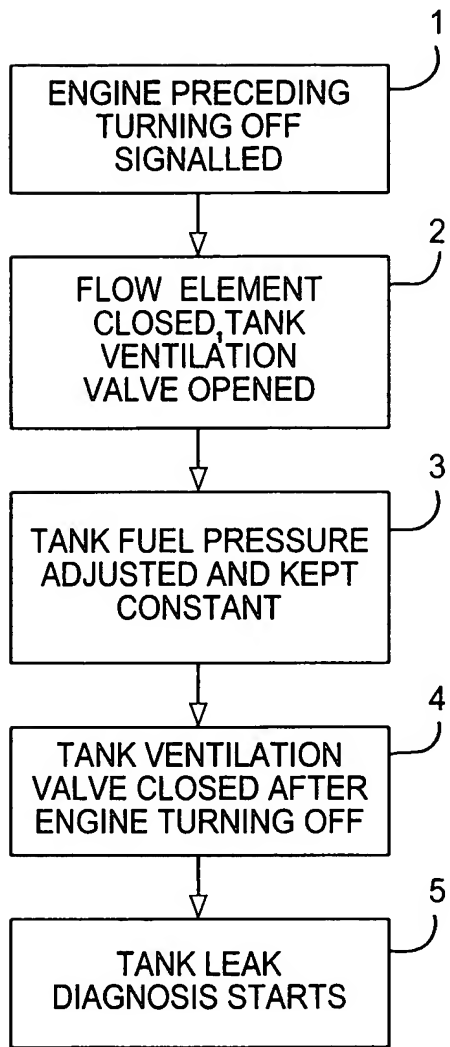 1
ENGINE PRECEDING
TURNING OFF
SIGNALLED
2
FLOW ELEMENT
CLOSED,TANK
VENTILATION
VALVE OPENED
3
TANK FUEL PRESSURE
ADJUSTED AND KEPT
CONSTANT
4
TANK VENTILATION
VALVE CLOSED AFTER
ENGINE TURNING OFF
5
TANK LEAK
DIAGNOSIS STARTS